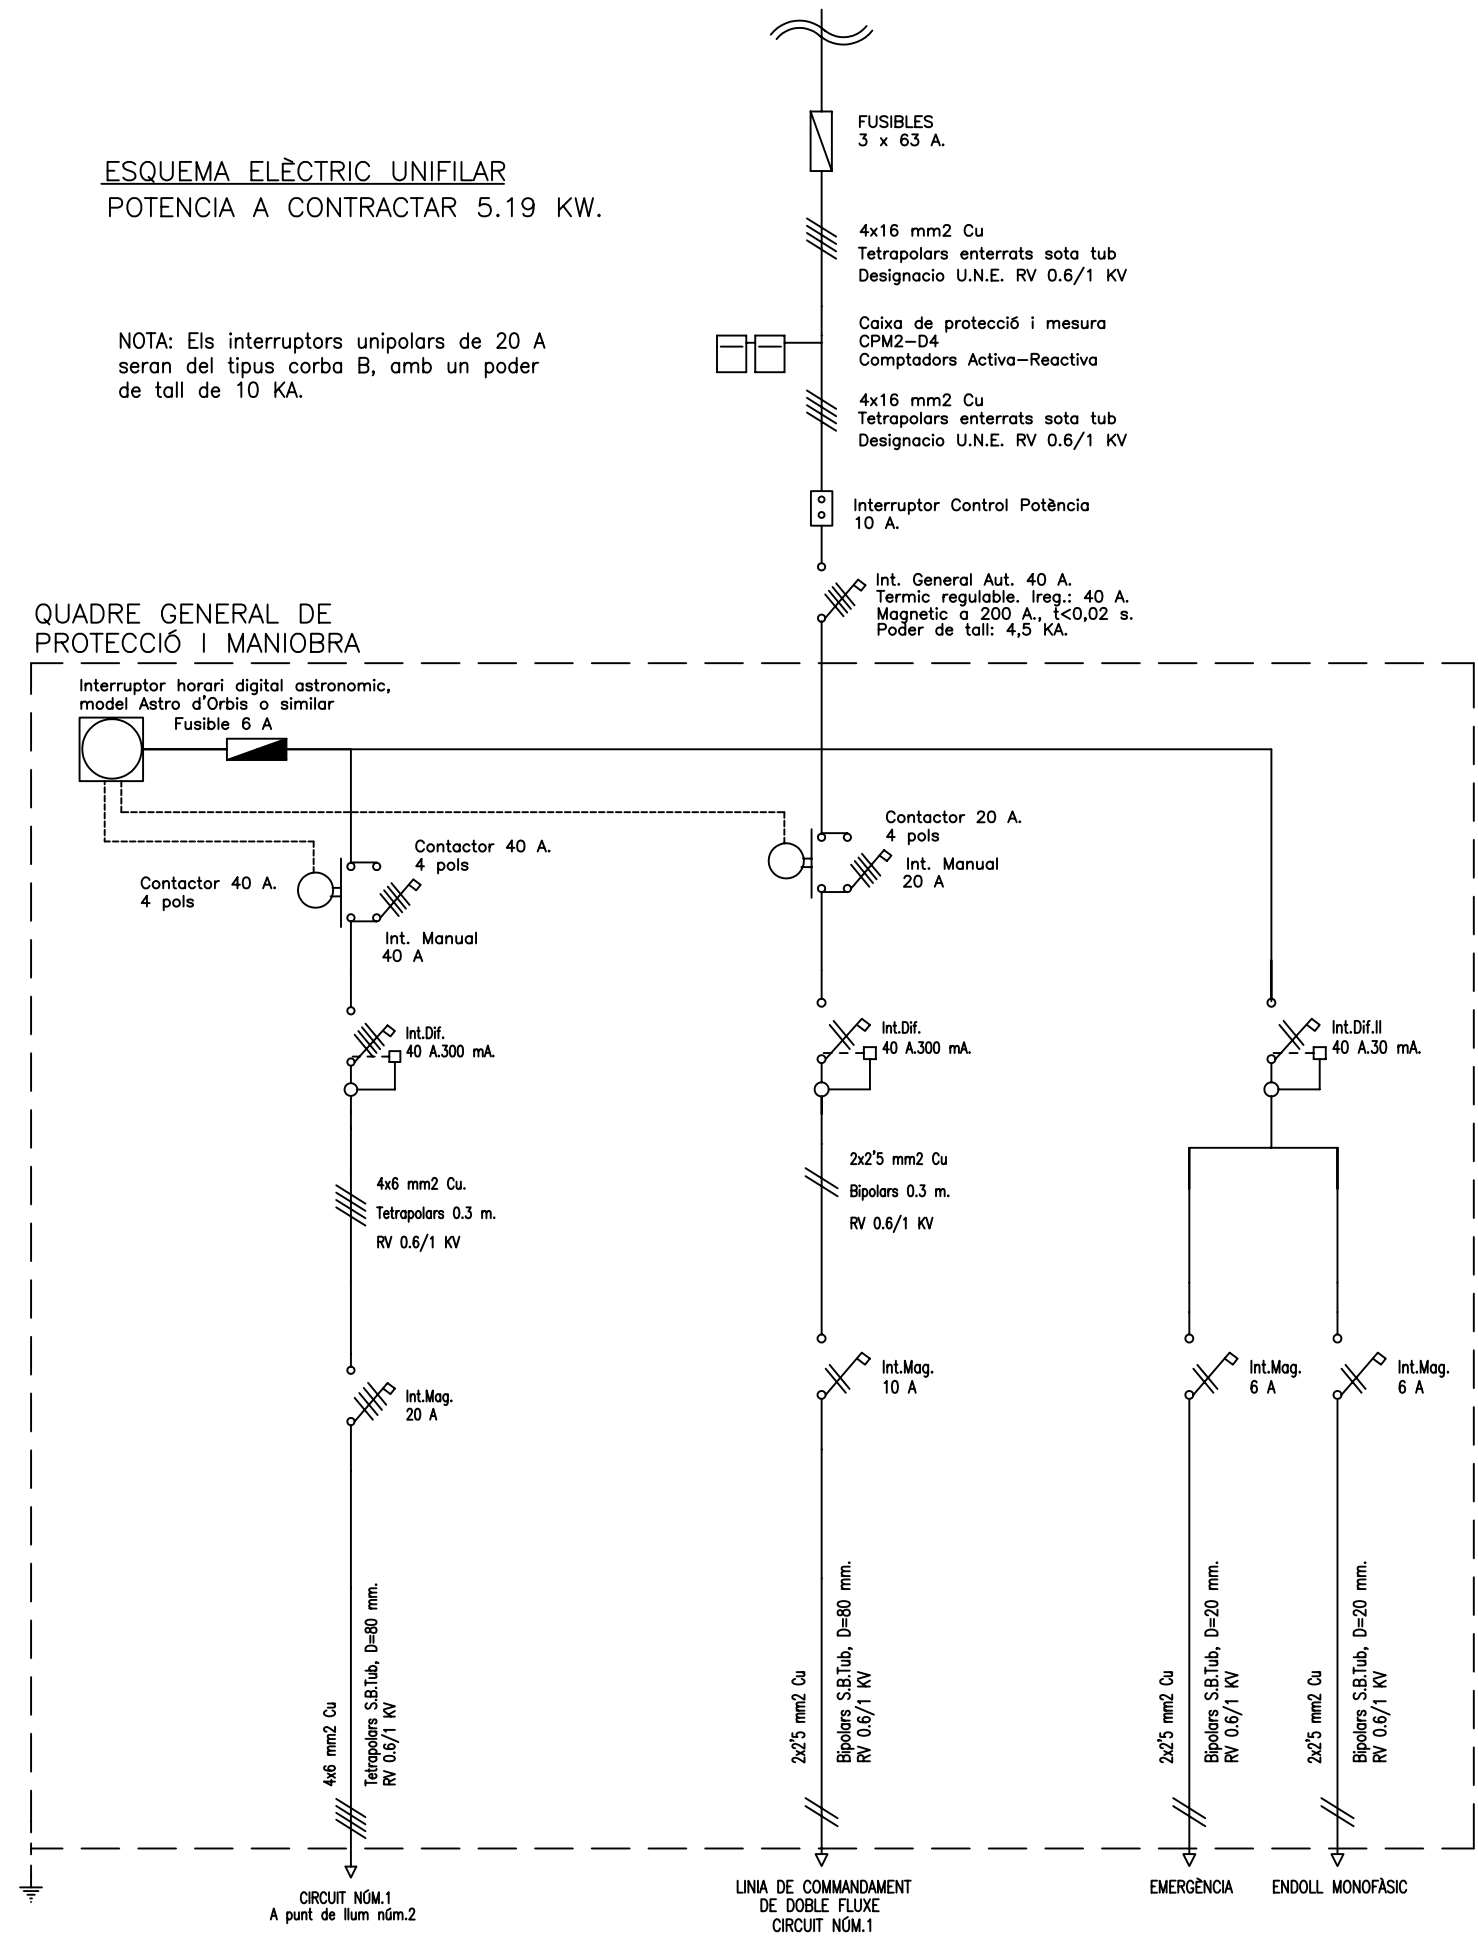 FUSIBLES
3 x 63 A.
ESQUEMA ELÈCTRIC UNIFILAR
POTENCIA A CONTRACTAR 5.19 KW.
4x16 mm2 Cu
Tetrapolars enterrats sota tub
Designacio U.N.E. RV 0.6/1 KV
NOTA: Els interruptors unipolars de 20 A
seran del tipus corba B, amb un poder
de tall de 10 KA.
Caixa de protecció i mesura
CPM2-D4
Comptadors Activa-Reactiva
4x16 mm2 Cu
Tetrapolars enterrats sota tub
Designacio U.N.E. RV 0.6/1 KV
Interruptor Control Potència
10 A.
Int. General Aut. 40 A.
Termic regulable. Ireg.: 40 A.
Magnetic a 200 A., t<0,02 s.
Poder de tall: 4,5 KA.
QUADRE GENERAL DE
PROTECCIÓ I MANIOBRA
Interruptor horari digital astronomic,
model Astro d'Orbis o similar
Fusible 6 A
Contactor 40 A.
4 pols
Contactor 40 A.
4 pols
Int. Manual
40 A
Contactor 20 A.
4 pols
Int. Manual
20 A
Int.Dif.
40 A.300 mA.
Int.Dif.
40 A.300 mA.
Int.Dif.II
40 A.30 mA.
4x6 mm2 Cu.
Tetrapolars 0.3 m.
RV 0.6/1 KV
2x2'5 mm2 Cu
Bipolars 0.3 m.
RV 0.6/1 KV
Int.Mag.
20 A
Int.Mag.
10 A
Int.Mag.
6 A
Int.Mag.
6 A
4x6 mm2 Cu
Tetrapolars S.B.Tub, D=80 mm.
RV 0.6/1 KV
2x2'5 mm2 Cu
Bipolars S.B.Tub, D=80 mm.
RV 0.6/1 KV
2x2'5 mm2 Cu
Bipolars S.B.Tub, D=20 mm.
RV 0.6/1 KV
2x2'5 mm2 Cu
Bipolars S.B.Tub, D=20 mm.
RV 0.6/1 KV
CIRCUIT NÚM.1
A punt de llum núm.2
LINIA DE COMMANDAMENT
DE DOBLE FLUXE
CIRCUIT NÚM.1
EMERGÈNCIA
ENDOLL MONOFÀSIC